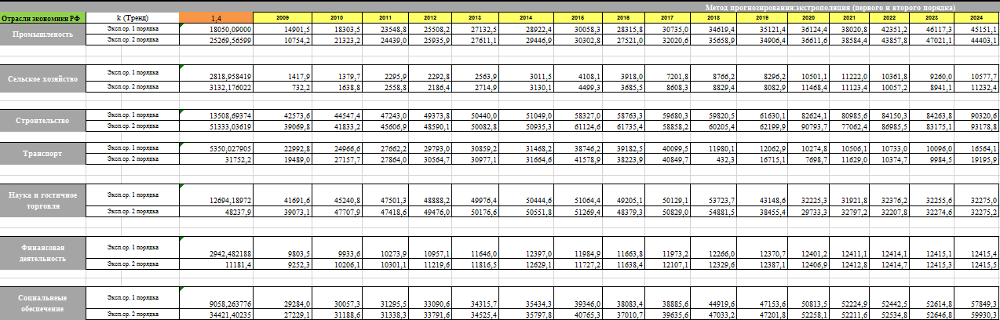 Метод прогнозирования:экстрополяция (первого и второго порядка)
Отрасли экономики РФ k (Тренд) 1,4 2009 2010 2011 2012 2013 2014 2015 2016 2017 2018 2019 2020 2021 2022 2023 2024
Промышленость Эксп.ср. 1 порядка 18050,09000 14901,5 18303,5 23548,8 25508,2 27132,5 28922,4 30058,3 28315,8 30735,0 34619,4 35121,4 36124,4 38020,8 42351,2 46117,3 45151,1
Эксп.ср. 2 порядка 25269,56599 10754,2 21323,2 24439,0 25935,9 27611,1 29446,9 30302,8 27521,0 32020,6 35658,9 34906,4 36611,6 38584,4 43857,8 47021,1 44403,1
Сельское хозяйство Эксп.ср. 1 порядка 2818,958419 1417,9 1379,7 2295,9 2292,8 2563,9 3011,5 4108,1 3918,0 7201,8 8766,2 8296,2 10501,1 11222,0 10361,8 9260,0 10577,7
Эксп.ср. 2 порядка 3132,176022 732,2 1638,8 2558,8 2186,4 2714,9 3130,1 4499,3 3685,5 8608,3 8829,4 8082,9 11468,4 11123,4 10057,2 8941,1 11232,4
Строительство Эксп.ср. 1 порядка 13508,69374 42573,6 44547,4 47243,0 49373,8 50440,0 51049,0 58327,0 58763,3 59680,3 59820,5 61630,1 82624,1 80985,6 84150,3 84263,8 90320,6
Эксп.ср. 2 порядка 51333,03619 39069,8 41833,2 45606,9 48590,1 50082,8 50935,3 61124,6 61735,4 58858,2 60205,4 62199,9 90793,7 77062,4 86985,5 83175,1 93178,8
Транспорт Эксп.ср. 1 порядка 5350,027905 22992,8 24966,6 27662,2 29793,0 30859,2 31468,2 38746,2 39182,5 40099,5 11980,1 12062,9 10274,8 10506,1 10733,0 10096,0 16564,1
Эксп.ср. 2 порядка 31752,2 19489,0 27157,7 27864,0 30564,7 30977,1 31664,6 41578,9 38223,9 40849,7 432,3 16715,1 7698,7 11629,0 10374,7 9984,5 19195,9
Наука и гостичное
торговля Эксп.ср. 1 порядка 12694,18972 41691,6 45240,8 47501,3 48888,2 49976,4 50444,6 51064,4 49205,1 50129,1 53723,7 43148,6 32225,3 31921,8 32376,2 32255,6 32275,0
Эксп.ср. 2 порядка 48237,9 39073,1 47707,9 47418,6 49476,0 50176,6 50551,8 51269,4 48379,3 50829,0 54881,5 38455,4 29733,3 32797,2 32207,8 32274,6 32275,2
Финансовая
деятельность Эксп.ср. 1 порядка 2942,482188 9803,5 9933,6 10273,9 10957,1 11646,0 12397,0 11984,9 11663,8 11973,2 12266,0 12370,7 12401,2 12411,1 12414,1 12415,1 12415,4
Эксп.ср. 2 порядка 11181,4 9252,3 10206,1 10301,1 11219,6 11816,5 12629,1 11727,2 11638,4 12107,1 12329,6 12387,1 12406,9 12412,8 12414,7 12415,3 12415,5
Социальнеые
обеспечение Эксп.ср. 1 порядка 9058,263776 29284,0 30057,3 31295,5 33090,6 34315,7 35434,3 39346,0 38083,4 38885,6 44919,6 47153,6 50813,5 52224,9 52442,5 52614,8 57849,3
Эксп.ср. 2 порядка 34421,40235 27229,1 31188,6 31338,3 33791,6 34525,4 35797,8 40765,3 37010,7 39635,6 47033,2 47201,8 52258,1 52211,6 52534,8 52646,8 59930,3